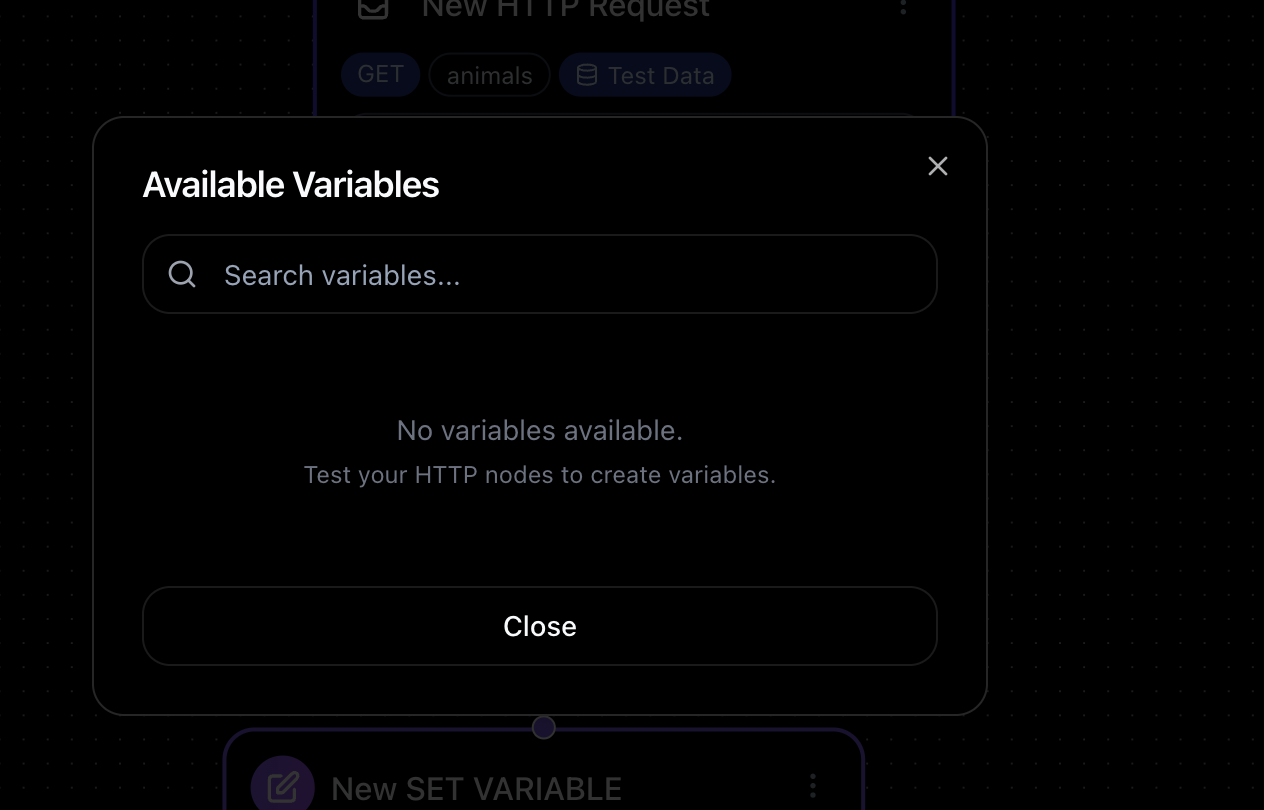 New HTTP Request
GET animals Test Data
Available Variables
Search variables...
No variables available.
Test your HTTP nodes to create variables.
Close
New SET VARIABLE